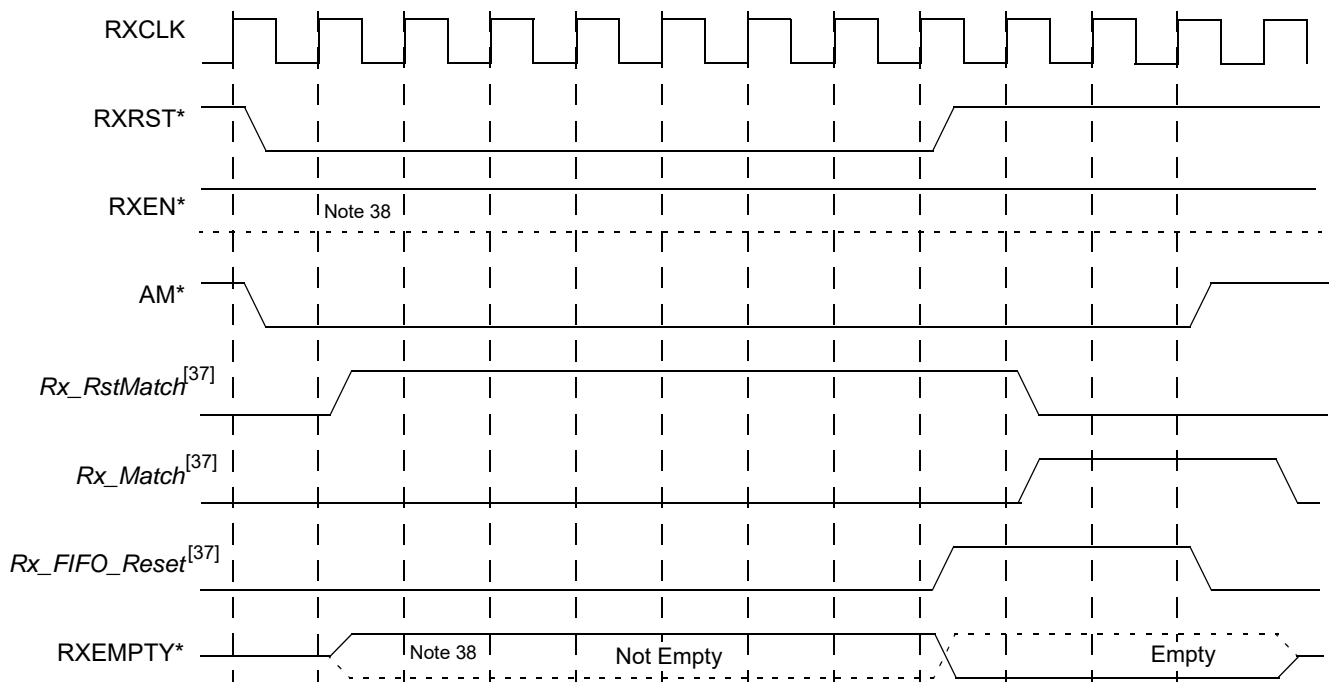 RXCLK
RXRST*
RXEN*
Note 38
AM*
Rx_RstMatch[37]
Rx_Match[37]
Rx_FIFO_Reset[37]
RXEMPTY*
Note 38
Not Empty
Empty